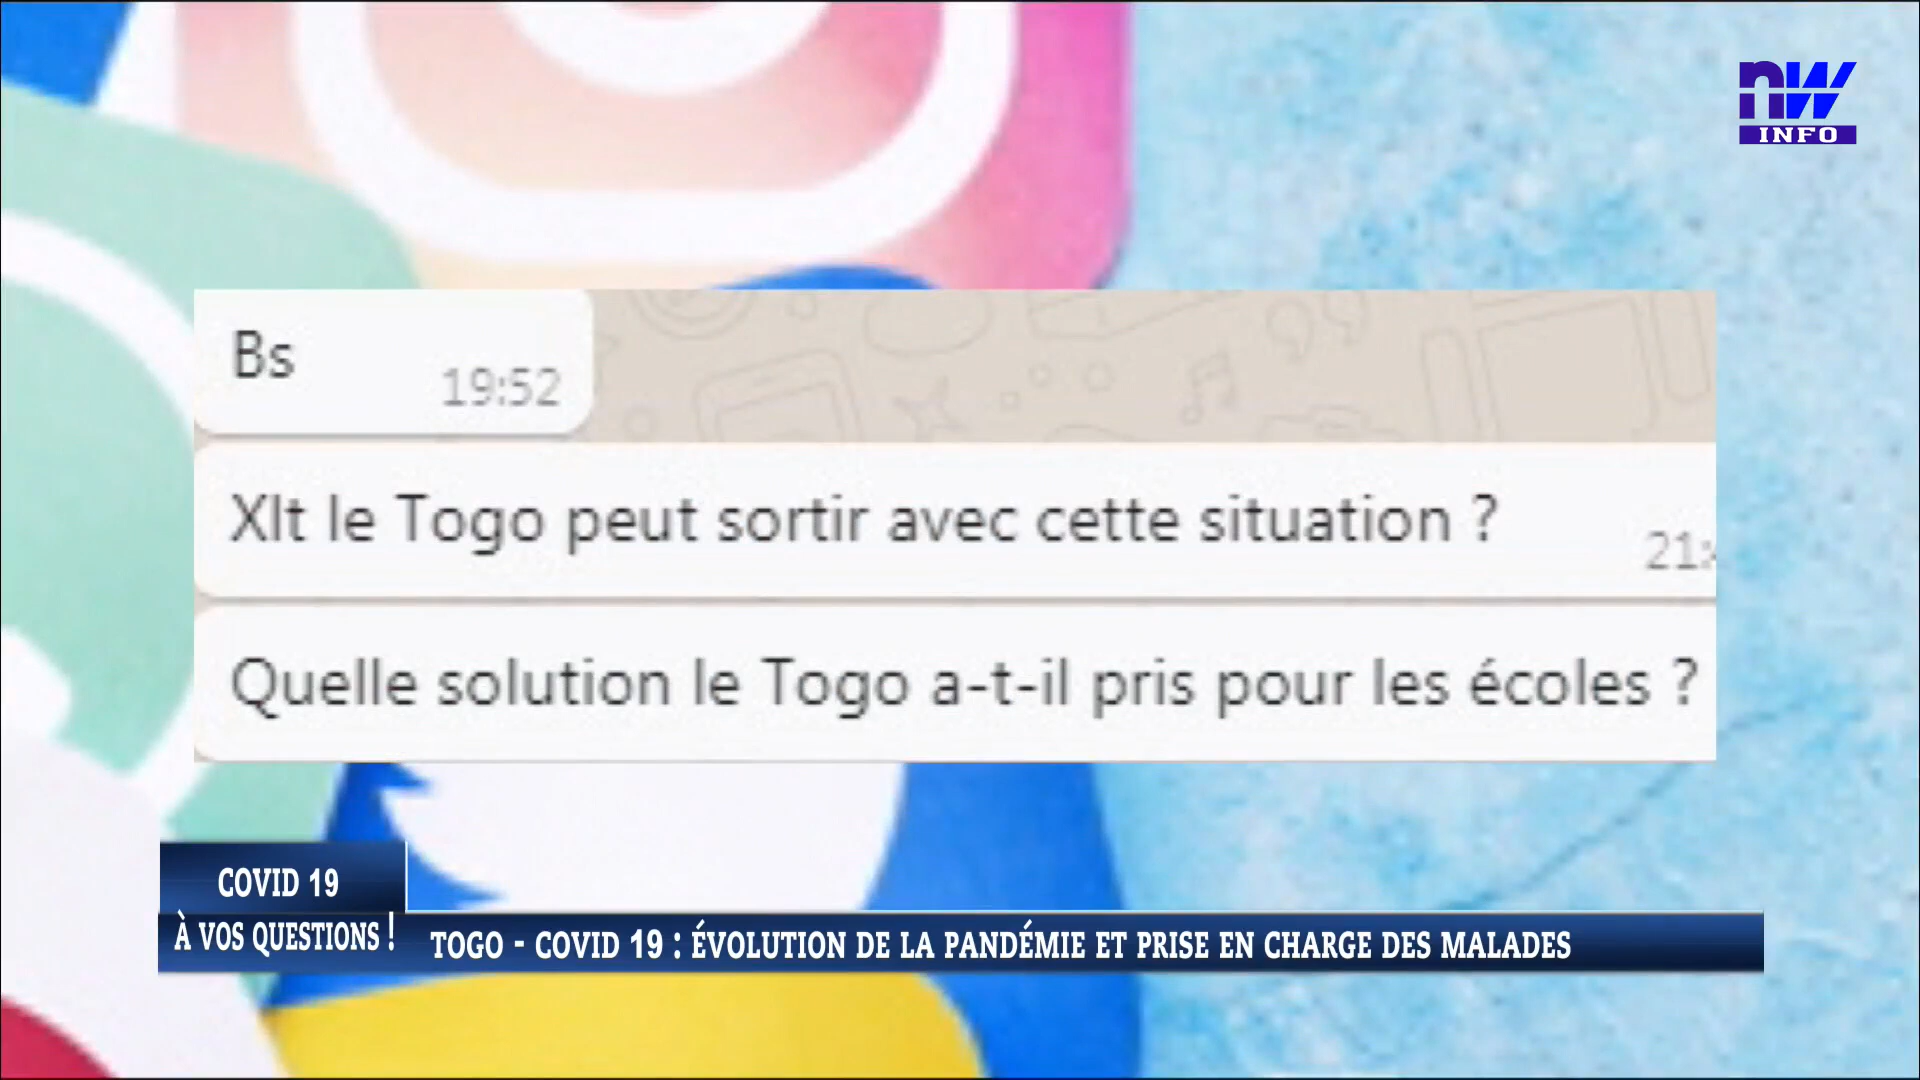 nw
INFO
Bs
19:52
Xlt le Togo peut sortir avec cette situation ?
21:
Quelle solution le Togo a-t-il pris pour les écoles ?
COVID 19
À VOS QUESTIONS !
TOGO - COVID 19 : ÉVOLUTION DE LA PANDÉMIE ET PRISE EN CHARGE DES MALADES